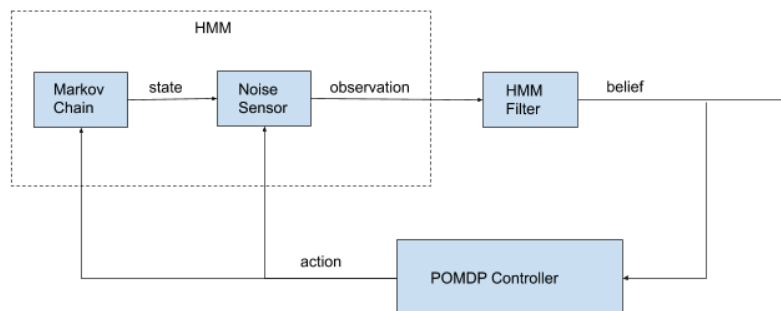 HMM
Markov
Chain
state
Noise
Sensor
observation
HMM
Filter
belief
action
POMDP Controller